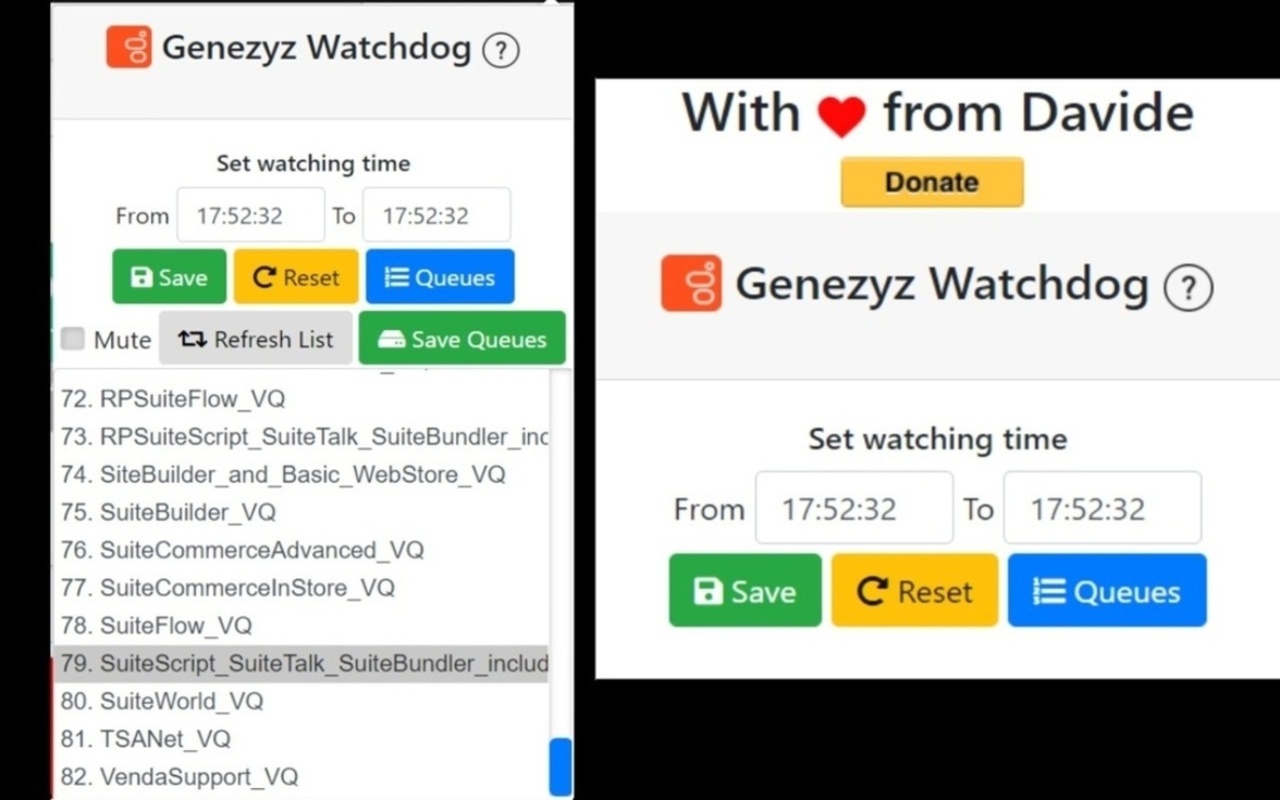 Genezyz Watchdog ?
Set watching time
From 17:52:32 To 17:52:32
Save Reset Queues
Mute Refresh List Save Queues
72. RPSuiteFlow_VQ
73. RPSuiteScript_SuiteTalk_SuiteBundler_inc
74. SiteBuilder_and_Basic_WebStore_VQ
75. SuiteBuilder_VQ
76. SuiteCommerceAdvanced_VQ
77. SuiteCommerceInStore_VQ
78. SuiteFlow_VQ
79. SuiteScript_SuiteTalk_SuiteBundler_includ
80. SuiteWorld_VQ
81. TSANet_VQ
82. VendaSupport_VQ
With ❤ from Davide
Donate
Genezyz Watchdog ?
Set watching time
From 17:52:32 To 17:52:32
Save Reset Queues